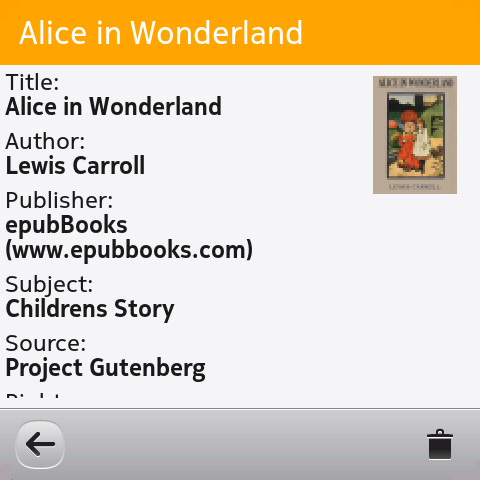 Alice in Wonderland
Title:
Alice in Wonderland
ALICE IN WONDERLAND
Author:
Lewis Carroll
LEWIS CARROLL
Publisher:
epubBooks
(www.epubbooks.com)
Subject:
Childrens Story
Source:
Project Gutenberg